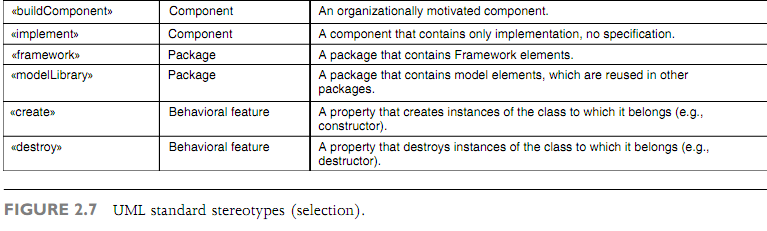 «buildComponent» Component An organizationally motivated component.
«implement» Component A component that contains only implementation, no specification.
«framework» Package A package that contains Framework elements.
«modelLibrary» Package A package that contains model elements, which are reused in other
packages.
«create» Behavioral feature A property that creates instances of the class to which it belongs (e.g.,
constructor).
«destroy» Behavioral feature A property that destroys instances of the class to which it belongs (e.g.,
destructor).
FIGURE 2.7 UML standard stereotypes (selection).